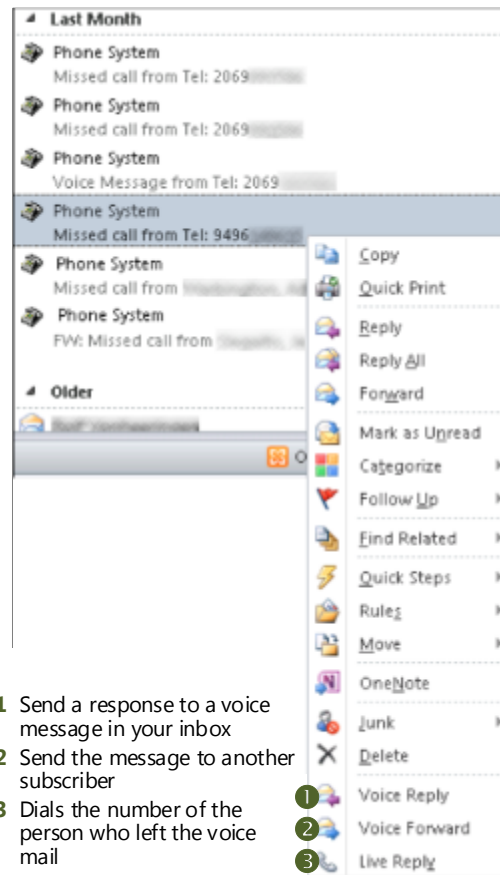 Last Month
Phone System
Missed call from Tel: 2069
Phone System
Missed call from Tel: 2069
Phone System
Voice Message from Tel: 2069
Phone System
Missed call from Tel: 9496
Phone System
Missed call from
Phone System
FW: Missed call from
Older
Copy
Quick Print
Reply
Reply All
Forward
Mark as Unread
Categorize
Follow Up
Find Related
Quick Steps
Rules
Move
OneNote
Junk
Delete
1 Voice Reply
2 Voice Forward
3 Live Reply
1 Send a response to a voice
message in your inbox
2 Send the message to another
subscriber
3 Dials the number of the
person who left the voice
mail